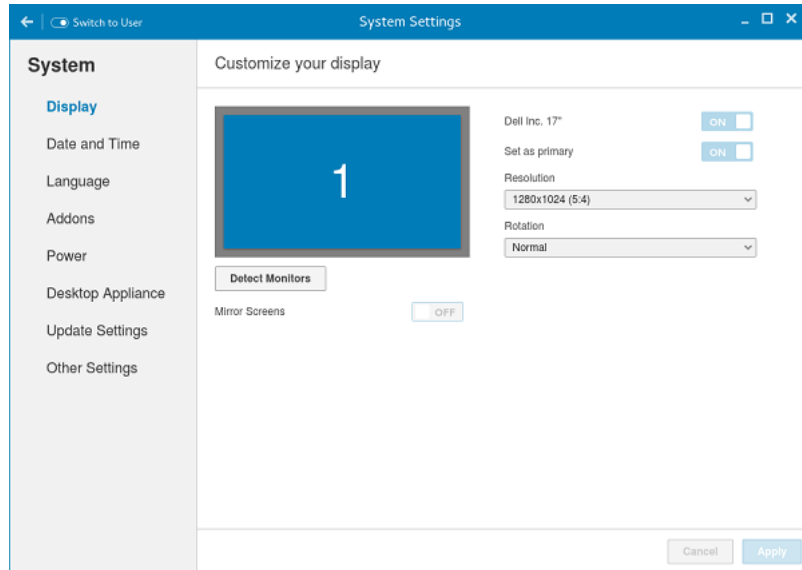 Switch to User
System Settings
System
Display
Date and Time
Language
Addons
Power
Desktop Appliance
Update Settings
Other Settings
Customize your display
1
Detect Monitors
Mirror Screens
OFF
Dell Inc. 17"
ON
Set as primary
ON
Resolution
1280x1024 (5:4)
Rotation
Normal
Cancel
Apply